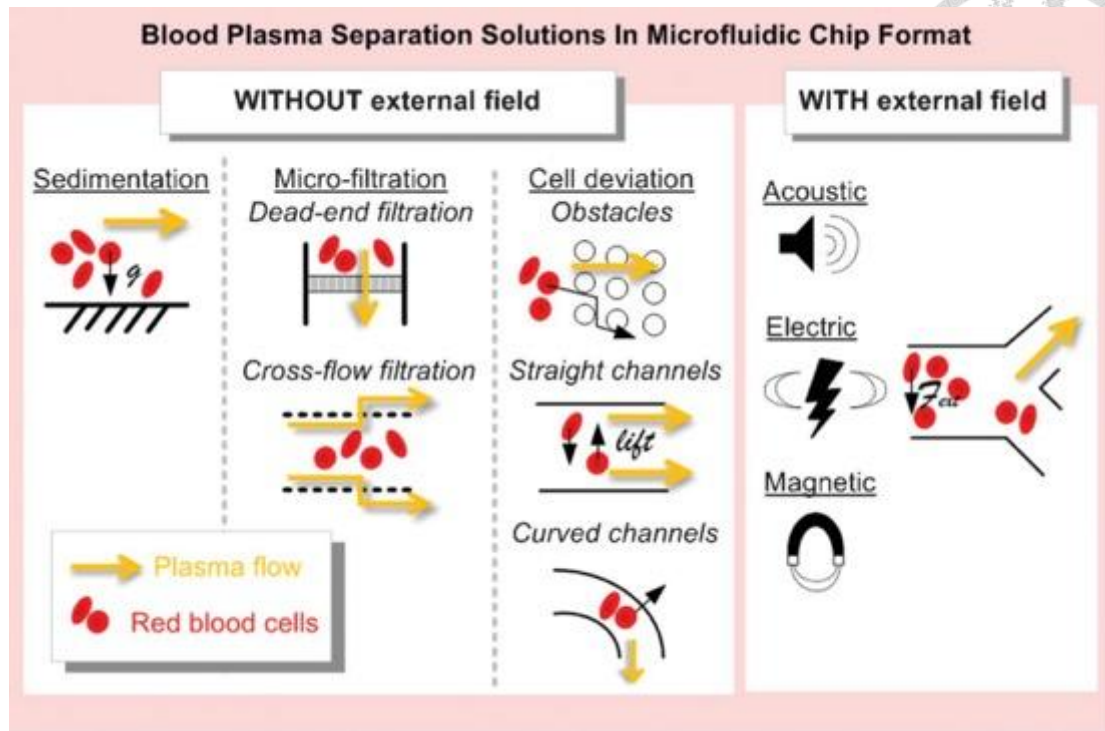 Blood Plasma Separation Solutions In Microfluidic Chip Format
WITHOUT external field
Sedimentation
g
Micro-filtration
Dead-end filtration
Cross-flow filtration
Cell deviation
Obstacles
Straight channels
lift
Curved channels
Plasma flow
Red blood cells
WITH external field
Acoustic
Electric
Fext
Magnetic